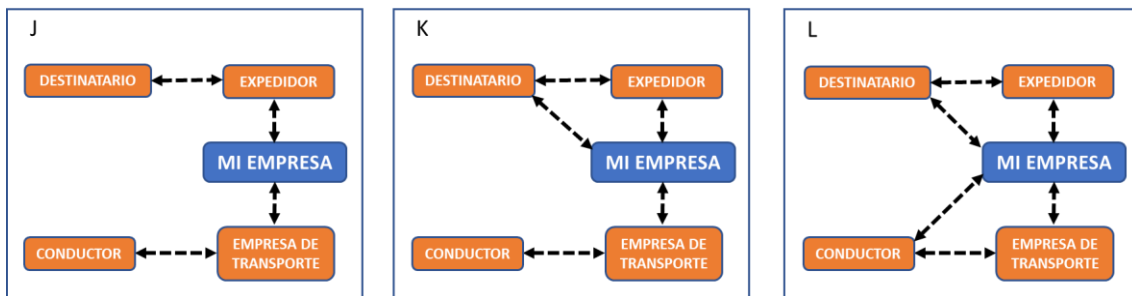 J
DESTINATARIO
EXPEDIDOR
MI EMPRESA
CONDUCTOR
EMPRESA DE
TRANSPORTE
K
DESTINATARIO
EXPEDIDOR
MI EMPRESA
CONDUCTOR
EMPRESA DE
TRANSPORTE
L
DESTINATARIO
EXPEDIDOR
MI EMPRESA
CONDUCTOR
EMPRESA DE
TRANSPORTE